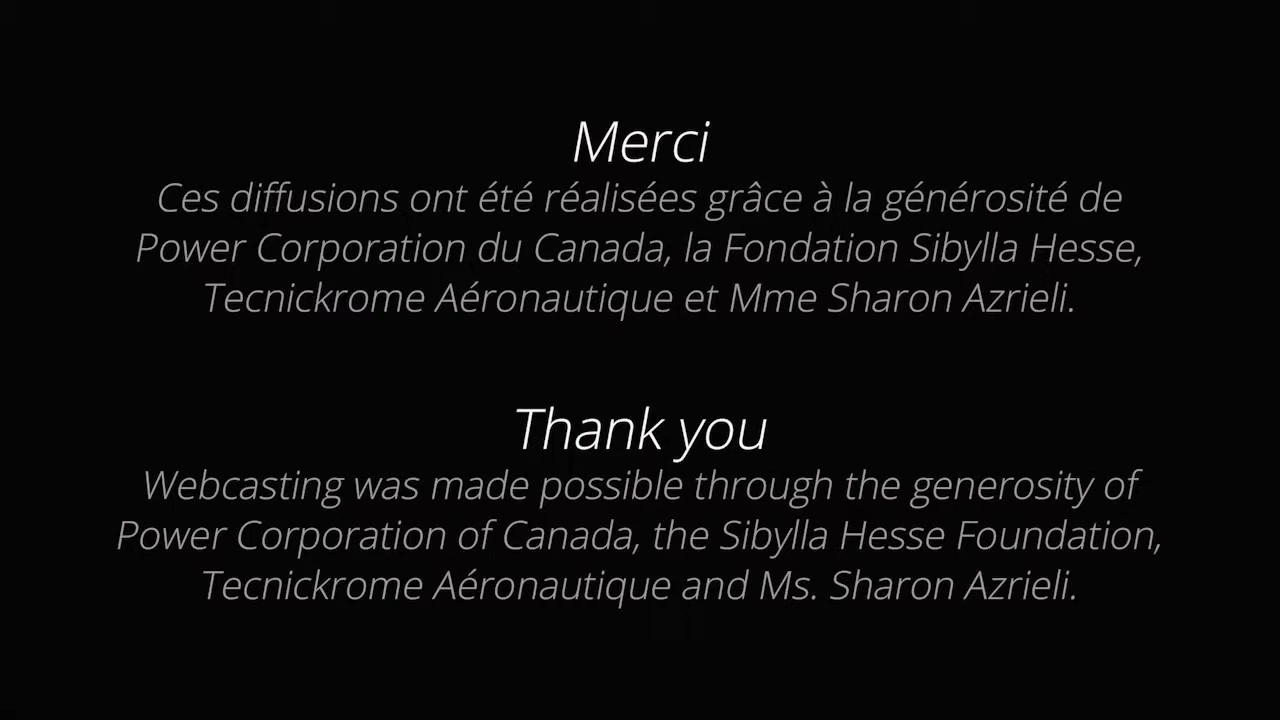 Merci
Ces diffusions ont été réalisées grâce à la générosité de
Power Corporation du Canada, la Fondation Sibylla Hesse,
Tecnickrome Aéronautique et Mme Sharon Azrieli.
Thank you
Webcasting was made possible through the generosity of
Power Corporation of Canada, the Sibylla Hesse Foundation,
Tecnickrome Aéronautique and Ms. Sharon Azrieli.